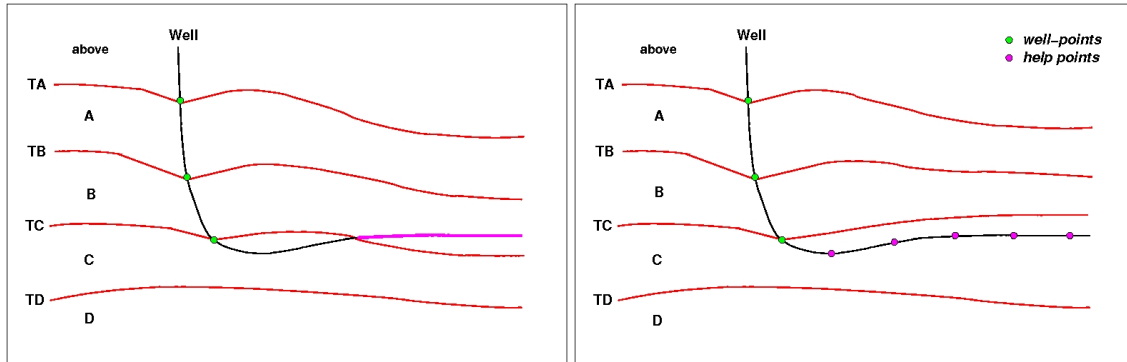 Well
above
TA
A
TB
B
TC
C
TD
D
Well
above
well-points
help points
TA
A
TB
B
TC
C
TD
D